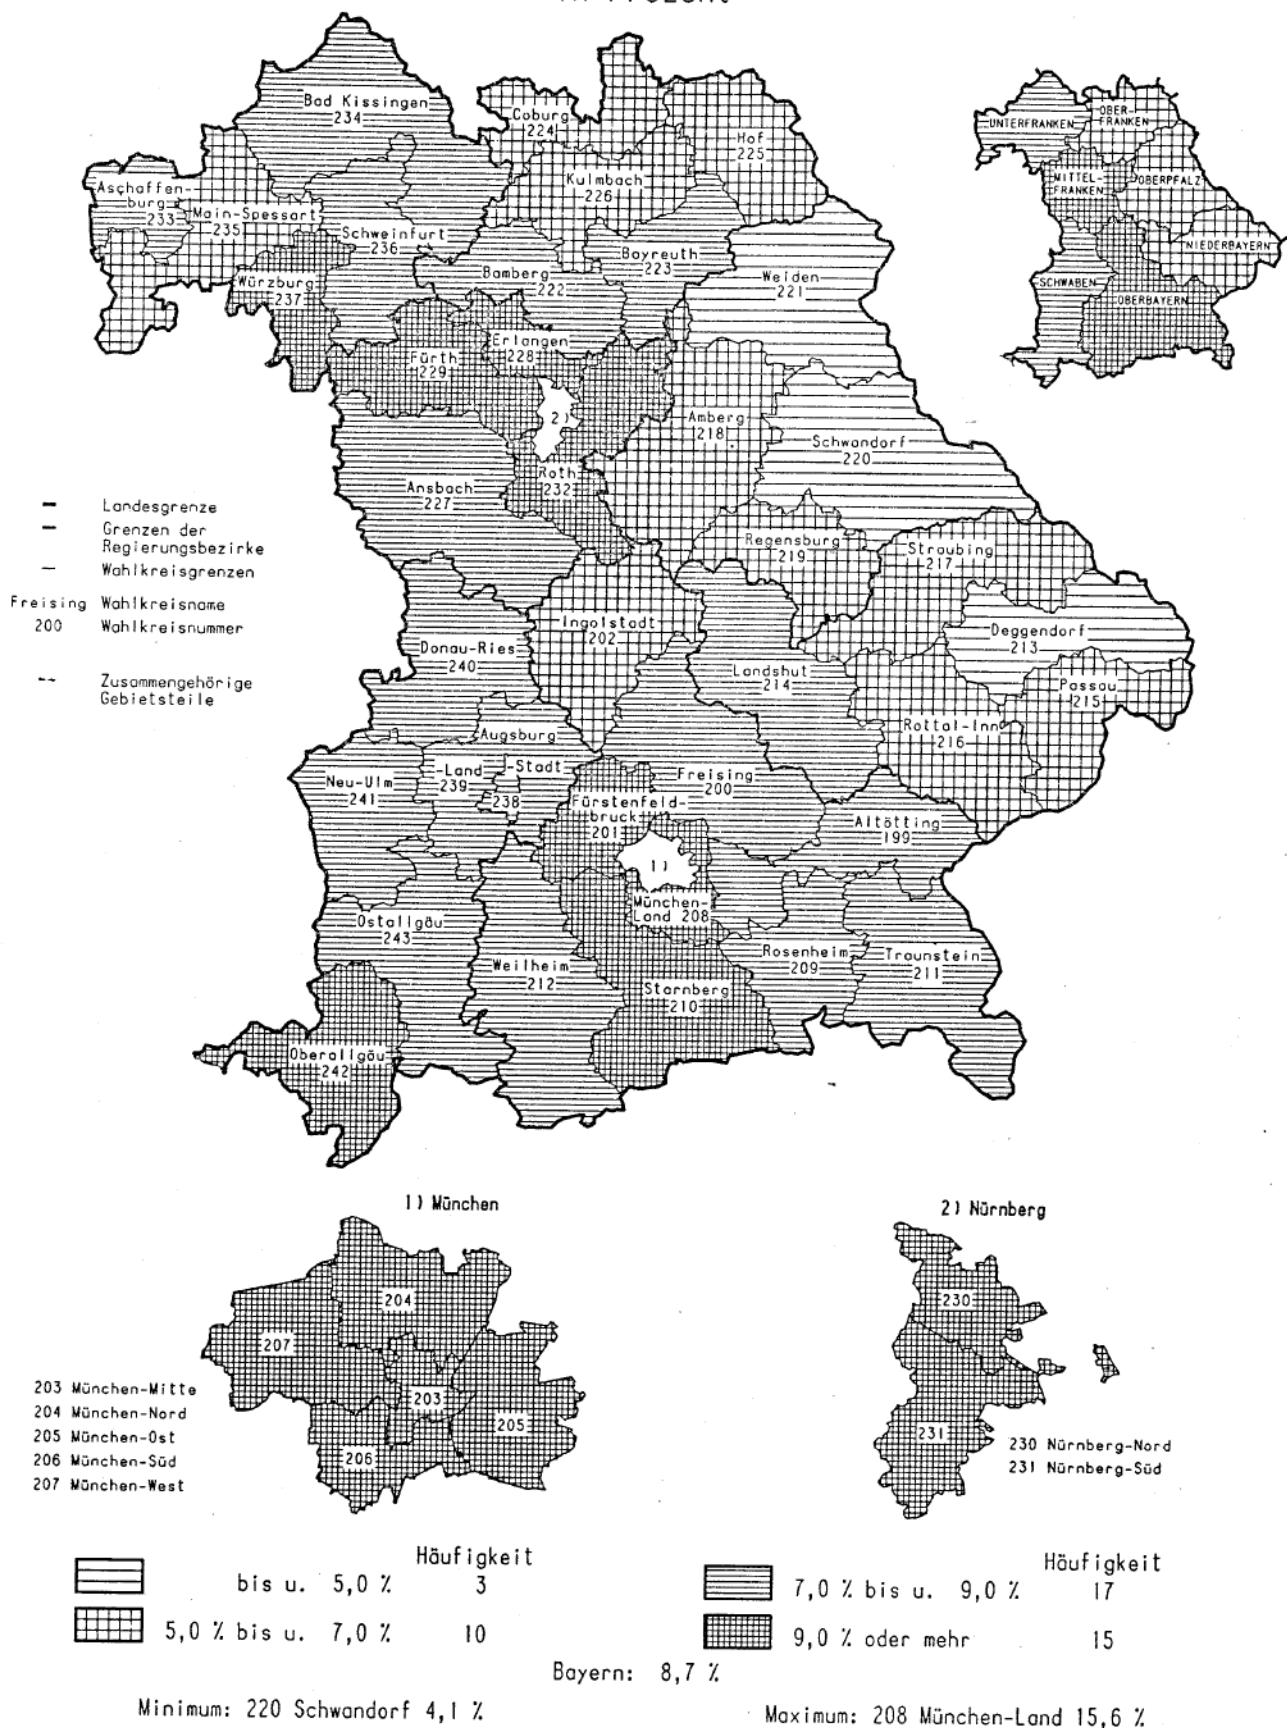 Bad Kissingen
234
Coburg
224
Hof
225
Kulmbach
226
Aschaffen-
burg
233
Main-Spessart
235
Schweinfurt
236
Würzburg
237
Bamberg
222
Bayreuth
223
Weiden
221
Erlangen
228
Fürth
229
2)
Amberg
218
Schwandorf
220
Roth
232
Ansbach
227
Regensburg
219
Straubing
217
Ingolstadt
202
Deggendorf
213
Donau-Ries
240
Landshut
214
Passau
215
Rottal-Inn
216
Augsburg
-Land
239
-Stadt
238
Neu-Ulm
241
Freising
200
Fürstenfeld-
bruck
201
Altötting
199
1)
München-
Land 208
Ostallgäu
243
Weilheim
212
Rosenheim
209
Traunstein
211
Starnberg
210
Oberallgäu
242
UNTERFRANKEN
OBER-
FRANKEN
MITTEL-
FRANKEN
OBERPFALZ
NIEDERBAYERN
SCHWABEN
OBERBAYERN
Landesgrenze
Grenzen der
Regierungsbezirke
Wahlkreisgrenzen
Freising Wahlkreisname
200 Wahlkreisnummer
Zusammengehörige
Gebietsteile
1) München
204
207
203
205
206
203 München-Mitte
204 München-Nord
205 München-Ost
206 München-Süd
207 München-West
2) Nürnberg
230
231
230 Nürnberg-Nord
231 Nürnberg-Süd
Häufigkeit
bis u. 5,0 % 3
5,0 % bis u. 7,0 % 10
Häufigkeit
7,0 % bis u. 9,0 % 17
9,0 % oder mehr 15
Bayern: 8,7 %
Minimum: 220 Schwandorf 4,1 %
Maximum: 208 München-Land 15,6 %